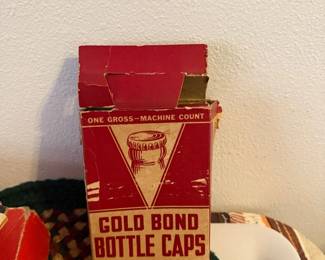 ONE GROSS—MACHINE COUNT
GOLD BOND
BOTTLE CAPS